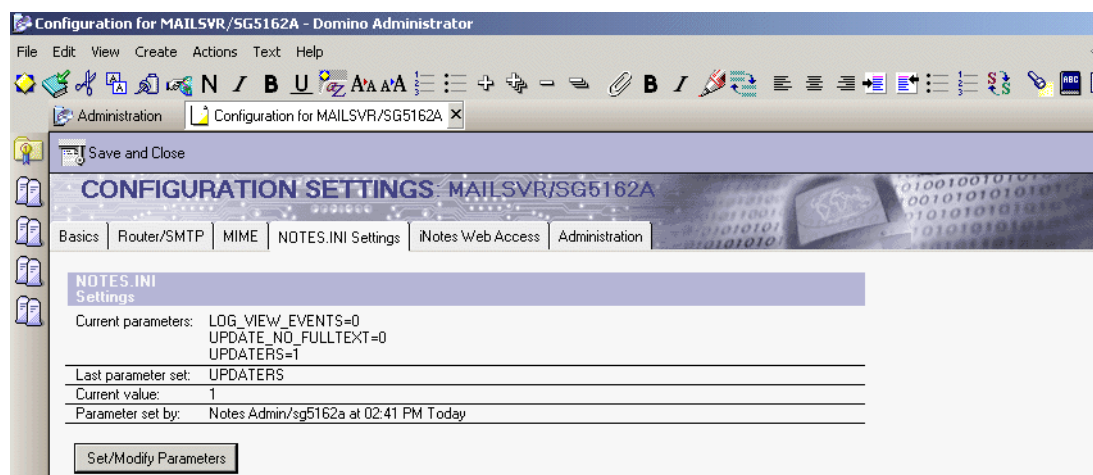 Configuration for MAILSVR/SG5162A - Domino Administrator
File Edit View Create Actions Text Help
Administration Configuration for MAILSVR/SG5162A
Save and Close
CONFIGURATION SETTINGS: MAILSVR/SG5162A
Basics Router/SMTP MIME NOTES.INI Settings iNotes Web Access Administration
NOTES.INI
Settings
Current parameters: LOG_VIEW_EVENTS=0
UPDATE_NO_FULLTEXT=0
UPDATERS=1
Last parameter set: UPDATERS
Current value: 1
Parameter set by: Notes Admin/sg5162a at 02:41 PM Today
Set/Modify Parameters